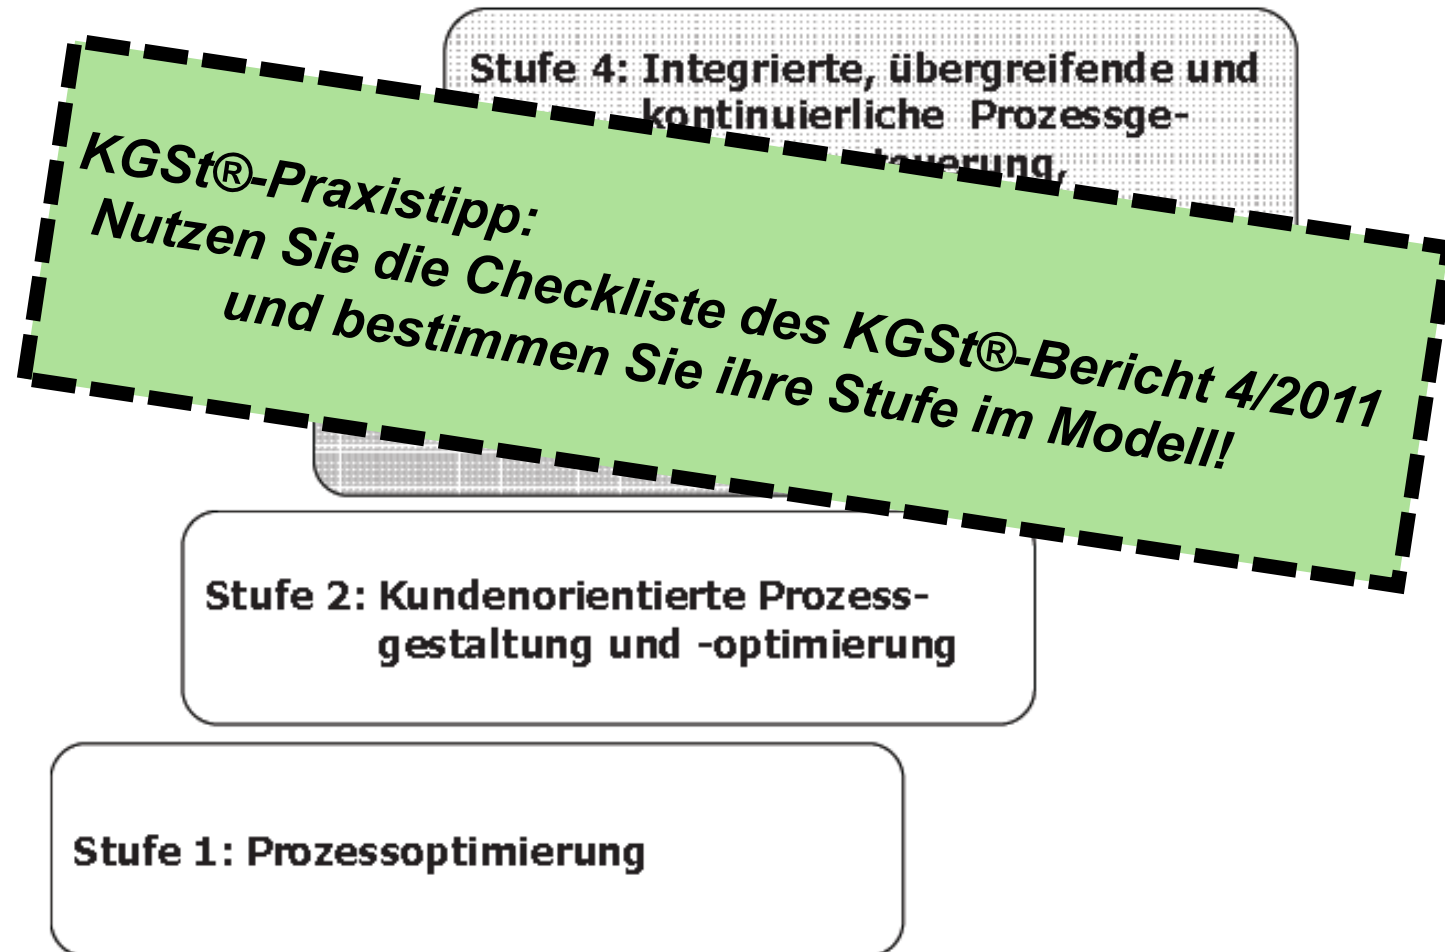 Stufe 4: Integrierte, übergreifende und
kontinuierliche Prozessge-
KGSt®-Praxistipp:
Nutzen Sie die Checkliste des KGSt®-Bericht 4/2011
und bestimmen Sie ihre Stufe im Modell!
Stufe 2: Kundenorientierte Prozess-
gestaltung und -optimierung
Stufe 1: Prozessoptimierung